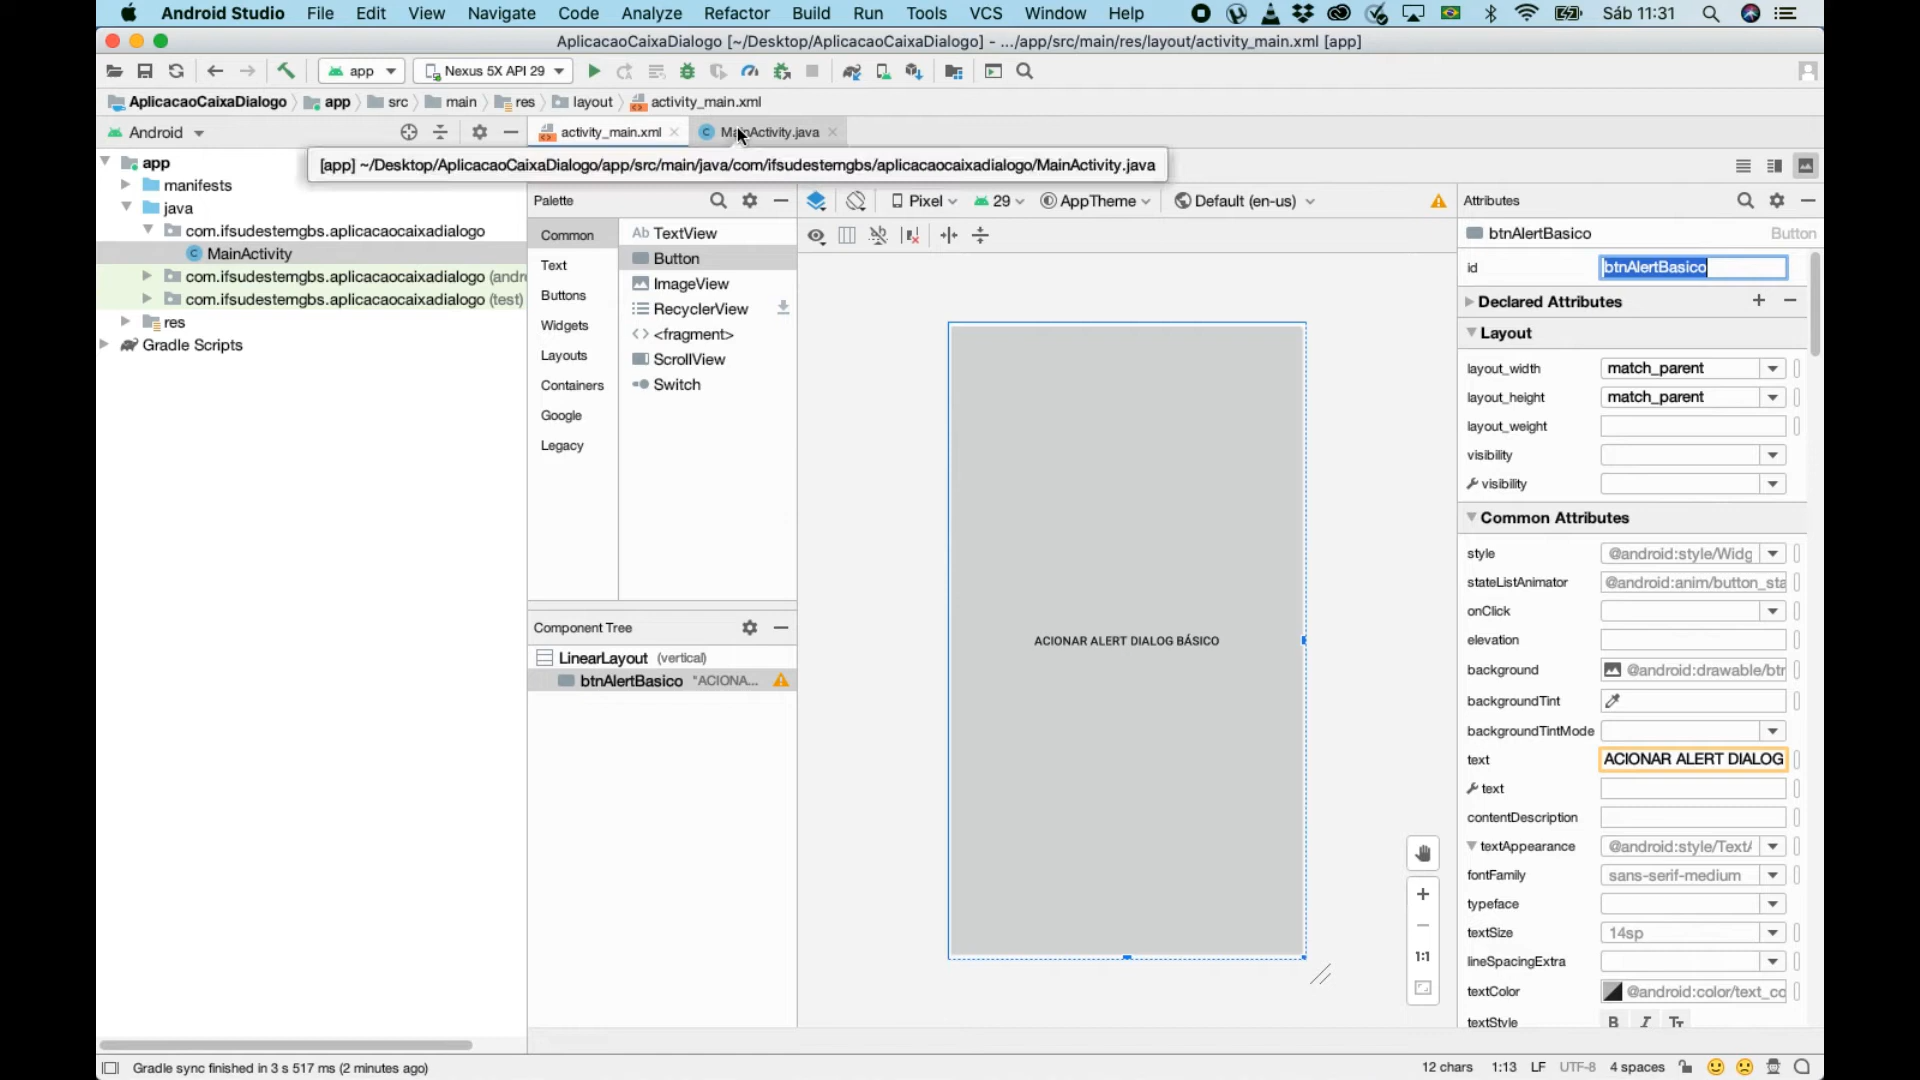 Android Studio File Edit View Navigate Code Analyze Refactor Build Run Tools VCS Window Help Sáb 11:31
AplicacaoCaixaDialogo [~/Desktop/AplicacaoCaixaDialogo] - .../app/src/main/res/layout/activity_main.xml [app]
app Nexus 5X API 29
AplicacaoCaixaDialogo app src main res layout activity_main.xml
Android activity_main.xml MainActivity.java
[app] ~/Desktop/AplicacaoCaixaDialogo/app/src/main/java/com/ifsudestemgbs/aplicacaocaixadialogo/MainActivity.java
app
manifests
java
com.ifsudestemgbs.aplicacaocaixadialogo
MainActivity
com.ifsudestemgbs.aplicacaocaixadialogo (andr
com.ifsudestemgbs.aplicacaocaixadialogo (test)
res
Gradle Scripts
Palette
Common
Text
Buttons
Widgets
Layouts
Containers
Google
Legacy
Ab TextView
Button
ImageView
RecyclerView
<fragment>
ScrollView
Switch
Component Tree
LinearLayout (vertical)
btnAlertBasico "ACIONA...
Pixel 29 AppTheme Default (en-us)
ACIONAR ALERT DIALOG BÁSICO
1:1
Attributes
btnAlertBasico Button
id btnAlertBasico
Declared Attributes
Layout
layout_width match_parent
layout_height match_parent
layout_weight
visibility
visibility
Common Attributes
style @android:style/Widg
stateListAnimator @android:anim/button_sta
onClick
elevation
background @android:drawable/btr
backgroundTint
backgroundTintMode
text ACIONAR ALERT DIALOG
text
contentDescription
textAppearance @android:style/TextA
fontFamily sans-serif-medium
typeface
textSize 14sp
lineSpacingExtra
textColor @android:color/text_co
textStyle B I Tт
Gradle sync finished in 3 s 517 ms (2 minutes ago) 12 chars 1:13 LF UTF-8 4 spaces